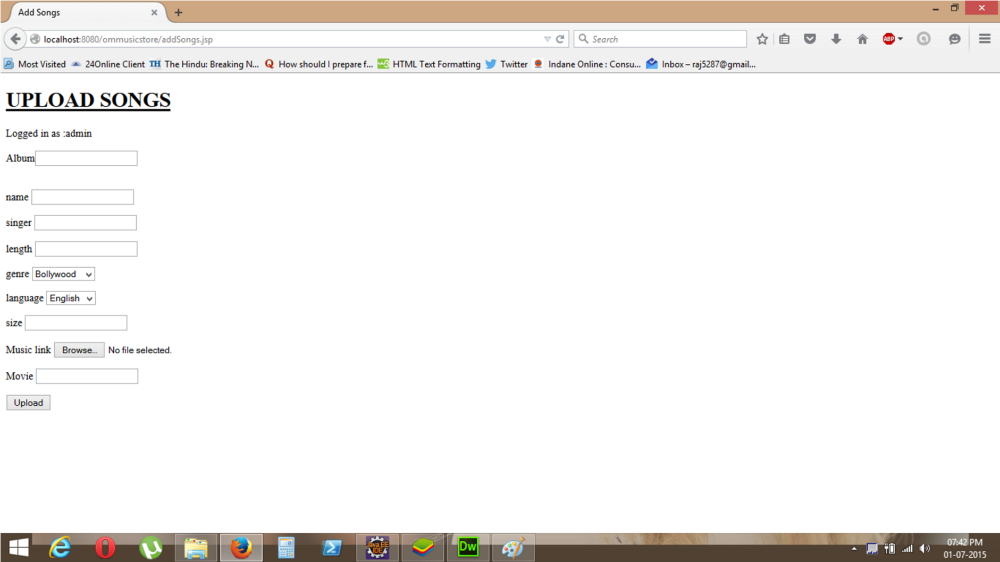 Add Songs
localhost:8080/ommusicstore/addSongs.jsp
Search
ABP
Most Visited 24Online Client TH The Hindu: Breaking N... Q How should I prepare f... HTML Text Formatting Twitter Indane Online : Consu... Inbox – raj5287@gmail...
UPLOAD SONGS
Logged in as :admin
Album
name
singer
length
genre Bollywood
language English
size
Music link Browse... No file selected.
Movie
Upload
Java EE
IDE
Dw
07:42 PM
01-07-2015